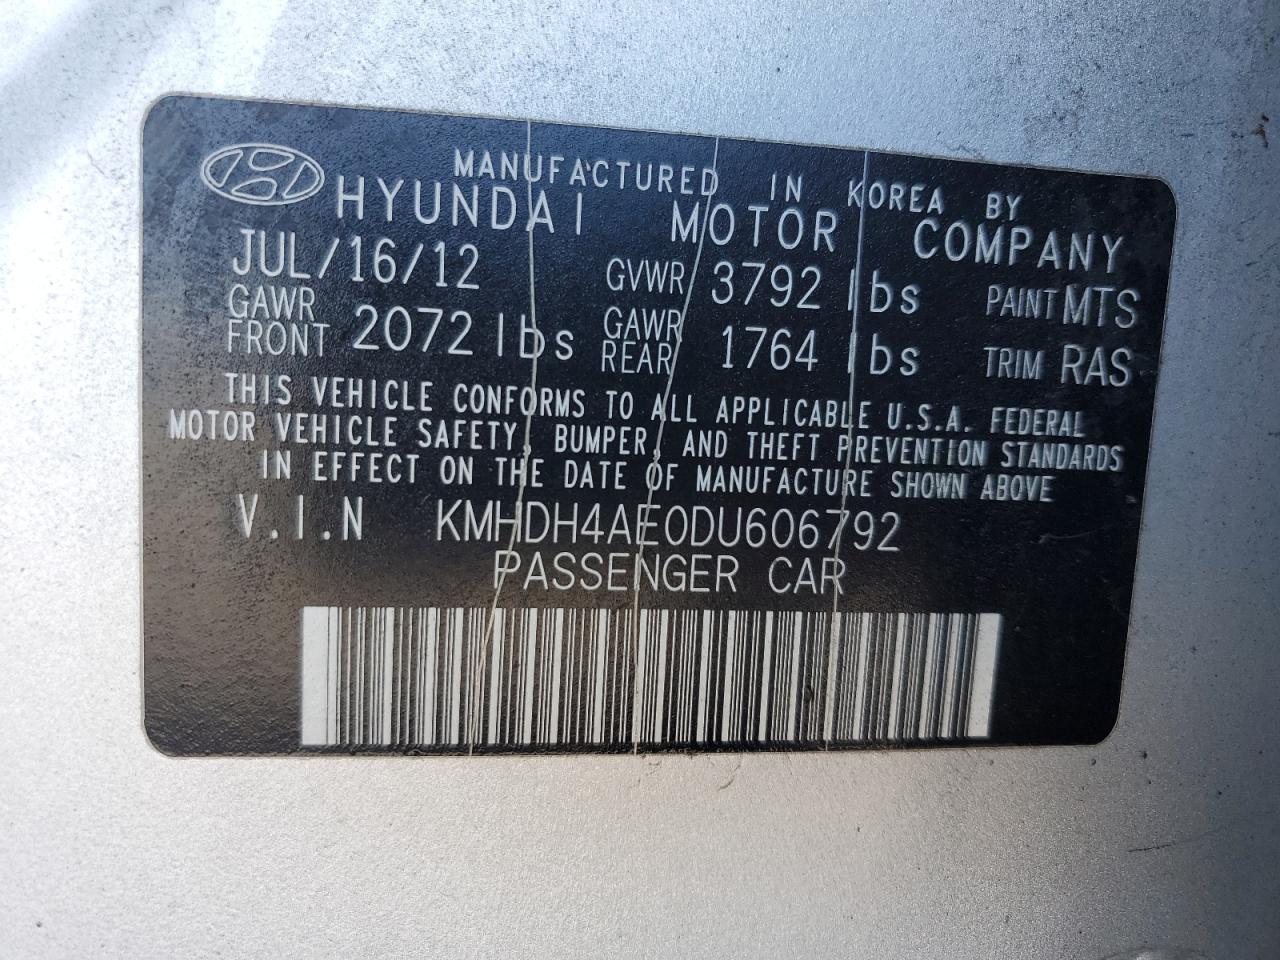 MANUFACTURED IN KOREA BY
HYUNDAI MOTOR COMPANY
JUL/16/12 GVWR 3792 lbs PAINT MTS
GAWR FRONT 2072 lbs GAWR REAR 1764 lbs TRIM RAS
THIS VEHICLE CONFORMS TO ALL APPLICABLE U.S.A. FEDERAL
MOTOR VEHICLE SAFETY, BUMPER, AND THEFT PREVENTION STANDARDS
IN EFFECT ON THE DATE OF MANUFACTURE SHOWN ABOVE
V.I.N KMHDH4AE0DU606792
PASSENGER CAR